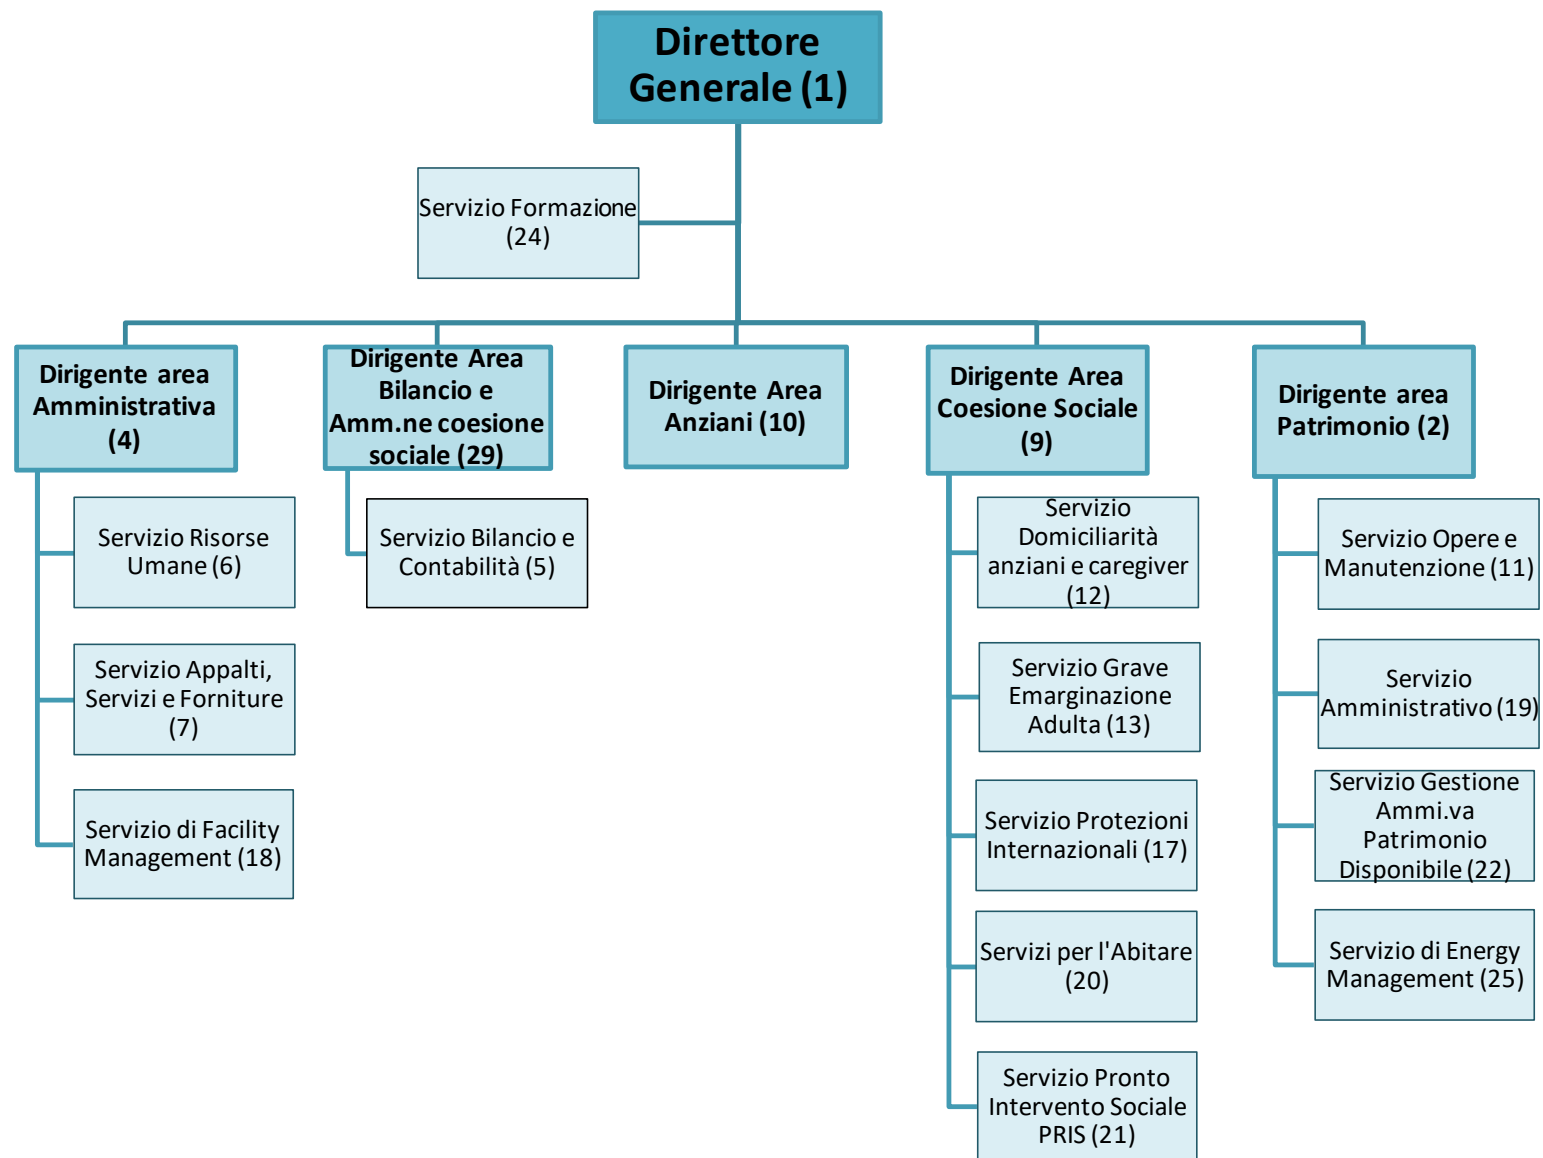 Direttore
Generale (1)
Servizio Formazione
(24)
Dirigente area
Amministrativa
(4)
Dirigente Area
Bilancio e
Amm.ne coesione
sociale (29)
Dirigente Area
Anziani (10)
Dirigente Area
Coesione Sociale
(9)
Dirigente area
Patrimonio (2)
Servizio Risorse
Umane (6)
Servizio Appalti,
Servizi e Forniture
(7)
Servizio di Facility
Management (18)
Servizio Bilancio e
Contabilità (5)
Servizio
Domiciliarità
anziani e caregiver
(12)
Servizio Grave
Emarginazione
Adulta (13)
Servizio Protezioni
Internazionali (17)
Servizi per l'Abitare
(20)
Servizio Pronto
Intervento Sociale
PRIS (21)
Servizio Opere e
Manutenzione (11)
Servizio
Amministrativo (19)
Servizio Gestione
Ammi.va
Patrimonio
Disponibile (22)
Servizio di Energy
Management (25)